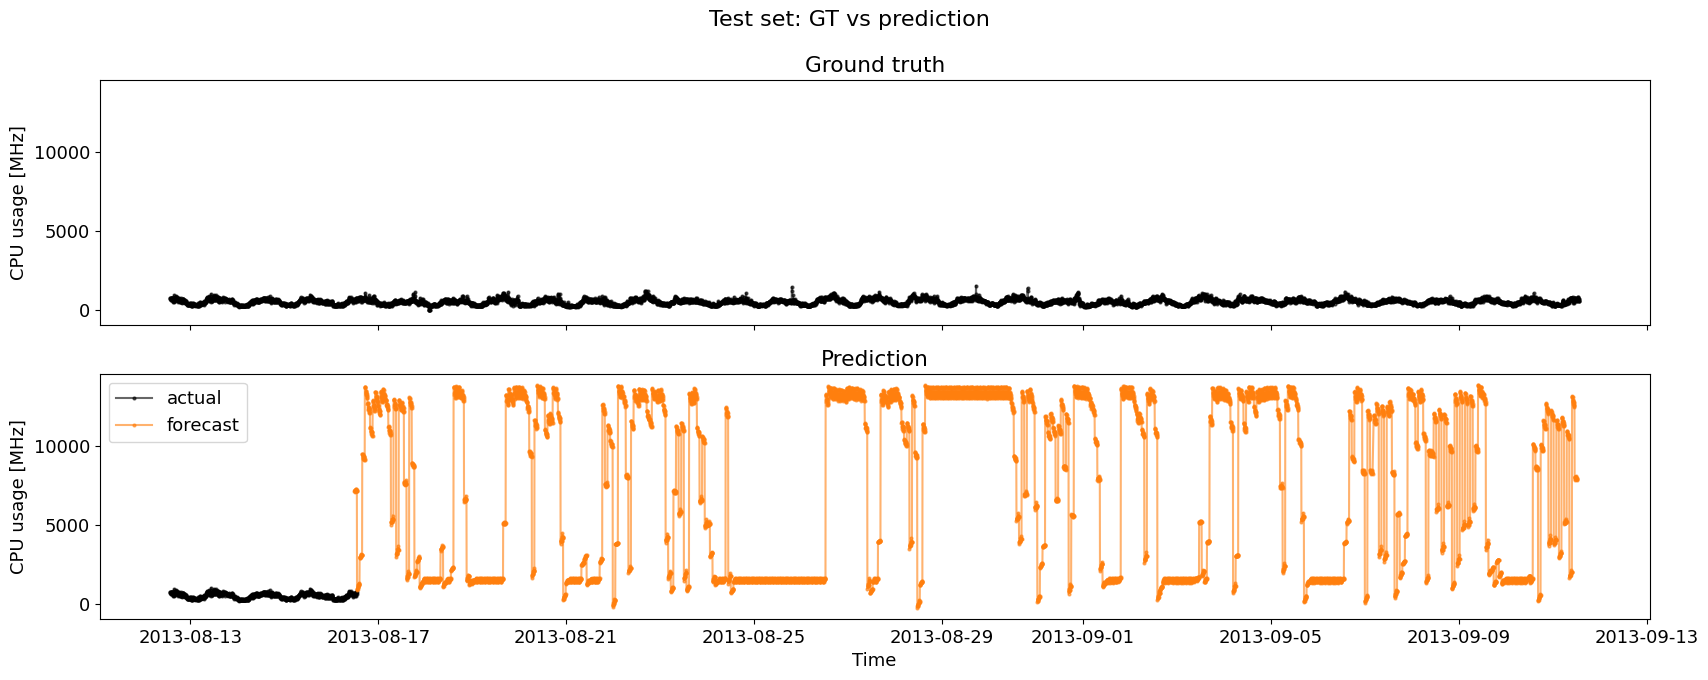 Test set: GT vs prediction
Ground truth
CPU usage [MHz]
10000
5000
0
Prediction
CPU usage [MHz]
actual
forecast
10000
5000
0
2013-08-13 2013-08-17 2013-08-21 2013-08-25 2013-08-29 2013-09-01 2013-09-05 2013-09-09 2013-09-13
Time